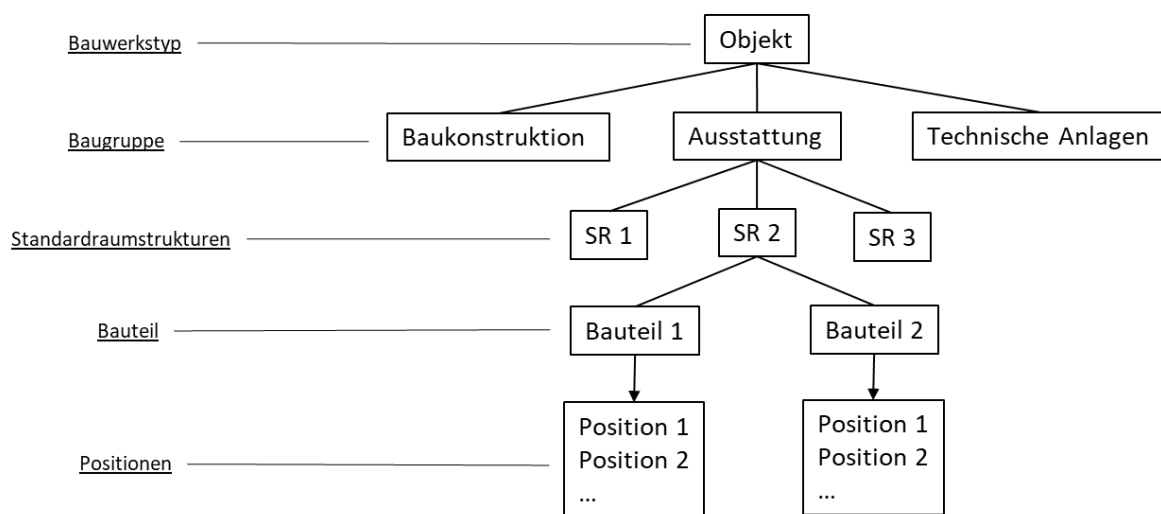 Bauwerkstyp
Objekt
Baugruppe
Baukonstruktion
Ausstattung
Technische Anlagen
Standardraumstrukturen
SR 1
SR 2
SR 3
Bauteil
Bauteil 1
Bauteil 2
Positionen
Position 1
Position 2
...
Position 1
Position 2
...